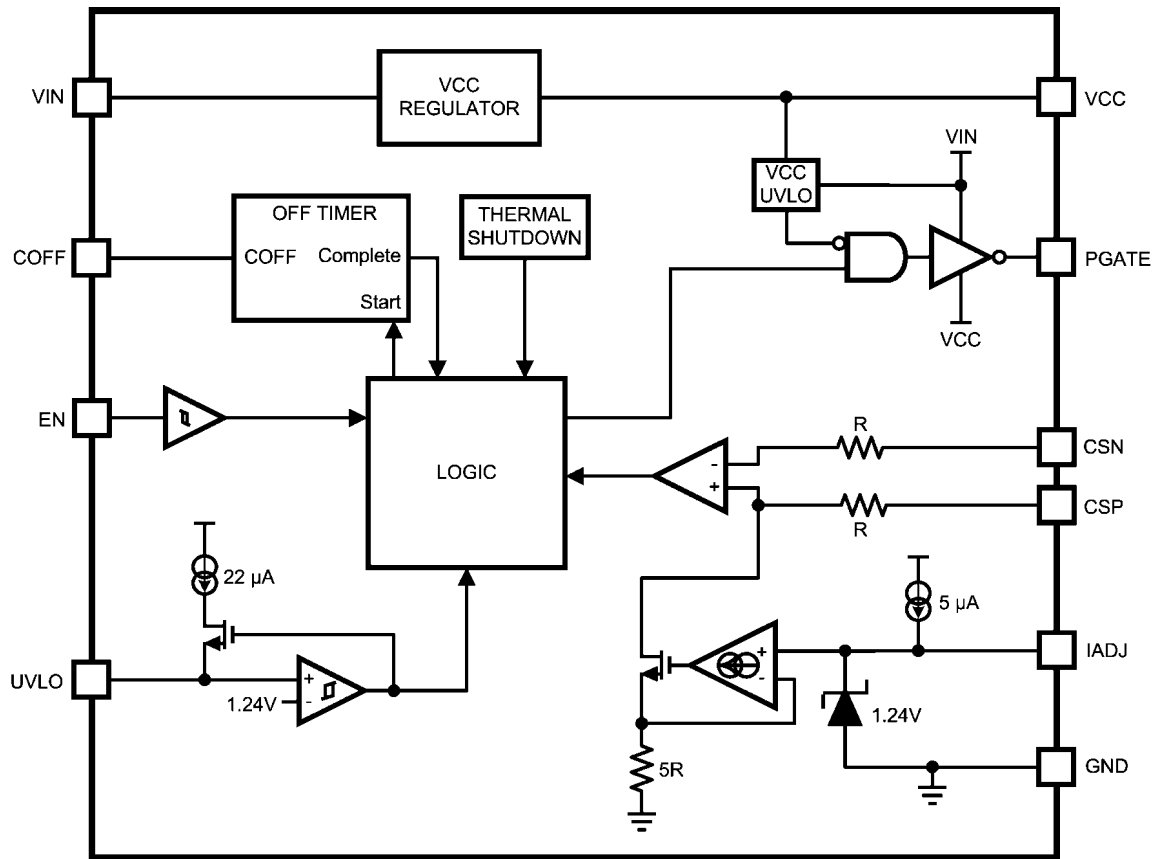 VIN
VCC
REGULATOR
VCC
VIN
VCC
UVLO
OFF TIMER
THERMAL
SHUTDOWN
COFF
COFF
Complete
Start
PGATE
VCC
EN
LOGIC
-
+
R
CSN
R
CSP
22 µA
5 µA
UVLO
+
-
1.24V
+
-
IADJ
1.24V
5R
GND